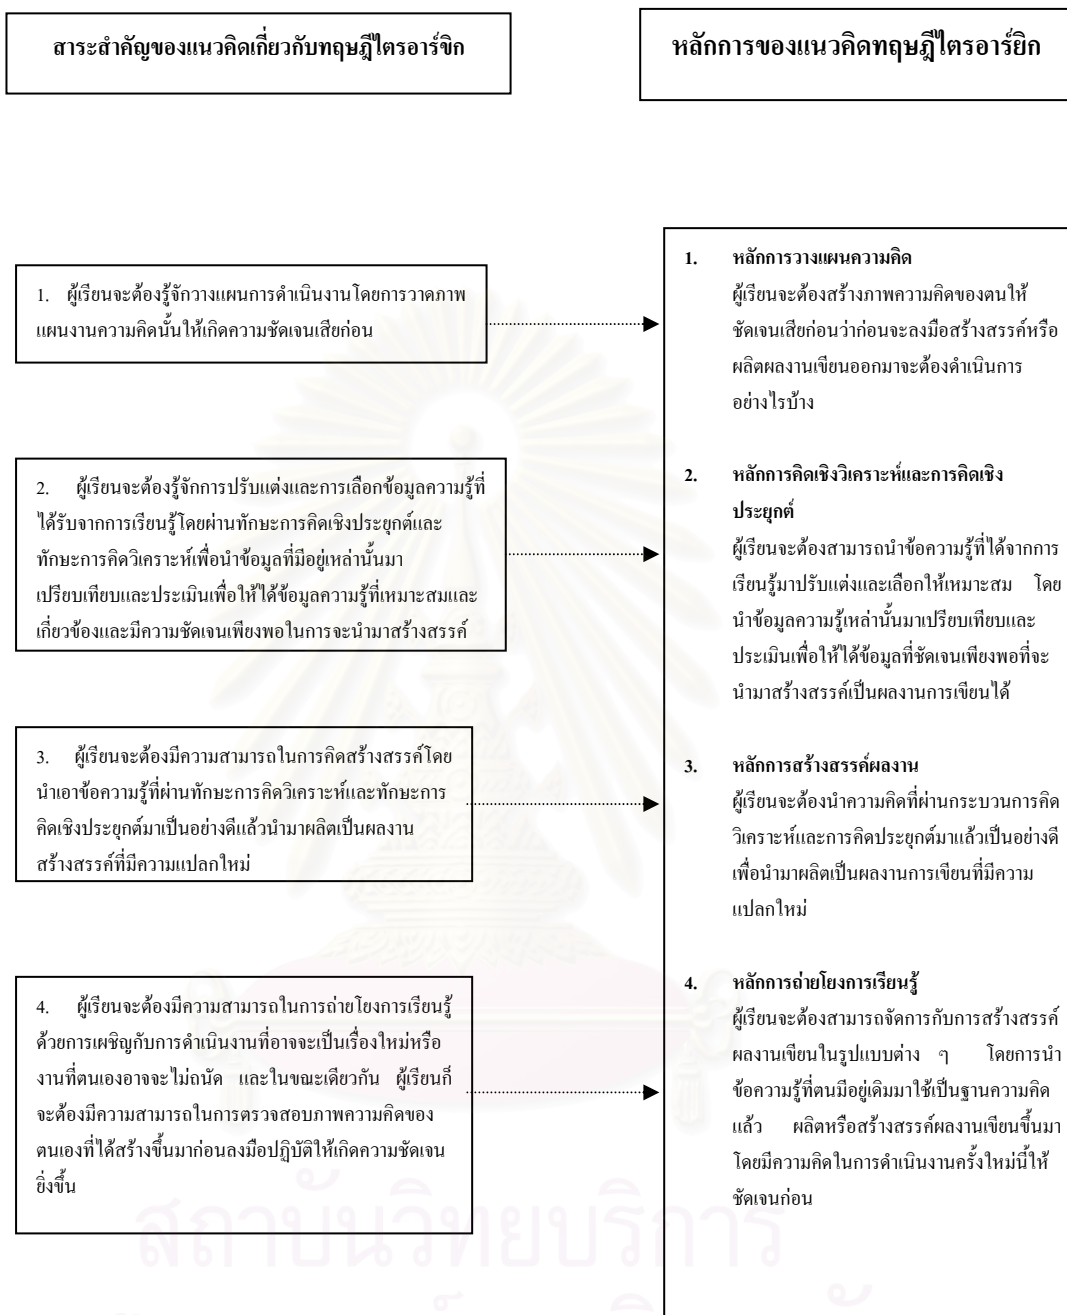 สาระสำคัญของแนวคิดเกี่ยวกับทฤษฎีไตรอาร์ขิก
หลักการของแนวคิดทฤษฎีไตรอาร์ยิก
1. ผู้เรียนจะต้องรู้จักวางแผนการดำเนินงานโดยการวาดภาพ
แผนงานความคิดนั้นให้เกิดความชัดเจนเสียก่อน
1. หลักการวางแผนความคิด
ผู้เรียนจะต้องสร้างภาพความคิดของตนให้
ชัดเจนเสียก่อนว่าก่อนจะลงมือสร้างสรรค์หรือ
ผลิตผลงานเขียนออกมาจะต้องดำเนินการ
อย่างไรบ้าง
2. ผู้เรียนจะต้องรู้จักการปรับแต่งและการเลือกข้อมูลความรู้ที่
ได้รับจากการเรียนรู้โดยผ่านทักษะการคิดเชิงประยุกต์และ
ทักษะการคิดวิเคราะห์เพื่อนำข้อมูลที่มีอยู่เหล่านั้นมา
เปรียบเทียบและประเมินเพื่อให้ได้ข้อมูลความรู้ที่เหมาะสมและ
เกี่ยวข้องและมีความชัดเจนเพียงพอในการจะนำมาสร้างสรรค์
2. หลักการคิดเชิงวิเคราะห์และการคิดเชิง
ประยุกต์
ผู้เรียนจะต้องสามารถนำข้อความรู้ที่ได้จากการ
เรียนรู้มาปรับแต่งและเลือกให้เหมาะสม โดย
นำข้อมูลความรู้เหล่านั้นมาเปรียบเทียบและ
ประเมินเพื่อให้ได้ข้อมูลที่ชัดเจนเพียงพอที่จะ
นำมาสร้างสรรค์เป็นผลงานการเขียนได้
3. ผู้เรียนจะต้องมีความสามารถในการคิดสร้างสรรค์โดย
นำเอาข้อความรู้ที่ผ่านทักษะการคิดวิเคราะห์และทักษะการ
คิดเชิงประยุกต์มาเป็นอย่างดีแล้วนำมาผลิตเป็นผลงาน
สร้างสรรค์ที่มีความแปลกใหม่
3. หลักการสร้างสรรค์ผลงาน
ผู้เรียนจะต้องนำความคิดที่ผ่านกระบวนการคิด
วิเคราะห์และการคิดประยุกต์มาแล้วเป็นอย่างดี
เพื่อนำมาผลิตเป็นผลงานการเขียนที่มีความ
แปลกใหม่
4. ผู้เรียนจะต้องมีความสามารถในการถ่ายโยงการเรียนรู้
ด้วยการเผชิญกับการดำเนินงานที่อาจจะเป็นเรื่องใหม่หรือ
งานที่ตนเองอาจจะไม่ถนัด และในขณะเดียวกัน ผู้เรียนก็
จะต้องมีความสามารถในการตรวจสอบภาพความคิดของ
ตนเองที่ได้สร้างขึ้นมาก่อนลงมือปฏิบัติให้เกิดความชัดเจน
ยิ่งขึ้น
4. หลักการถ่ายโยงการเรียนรู้
ผู้เรียนจะต้องสามารถจัดการกับการสร้างสรรค์
ผลงานเขียนในรูปแบบต่าง ๆ โดยการนำ
ข้อความรู้ที่ตนมีอยู่เดิมมาใช้เป็นฐานความคิด
แล้ว ผลิตหรือสร้างสรรค์ผลงานเขียนขึ้นมา
โดยมีความคิดในการดำเนินงานครั้งใหม่นี้ให้
ชัดเจนก่อน
สถาบันวิทยบริการ